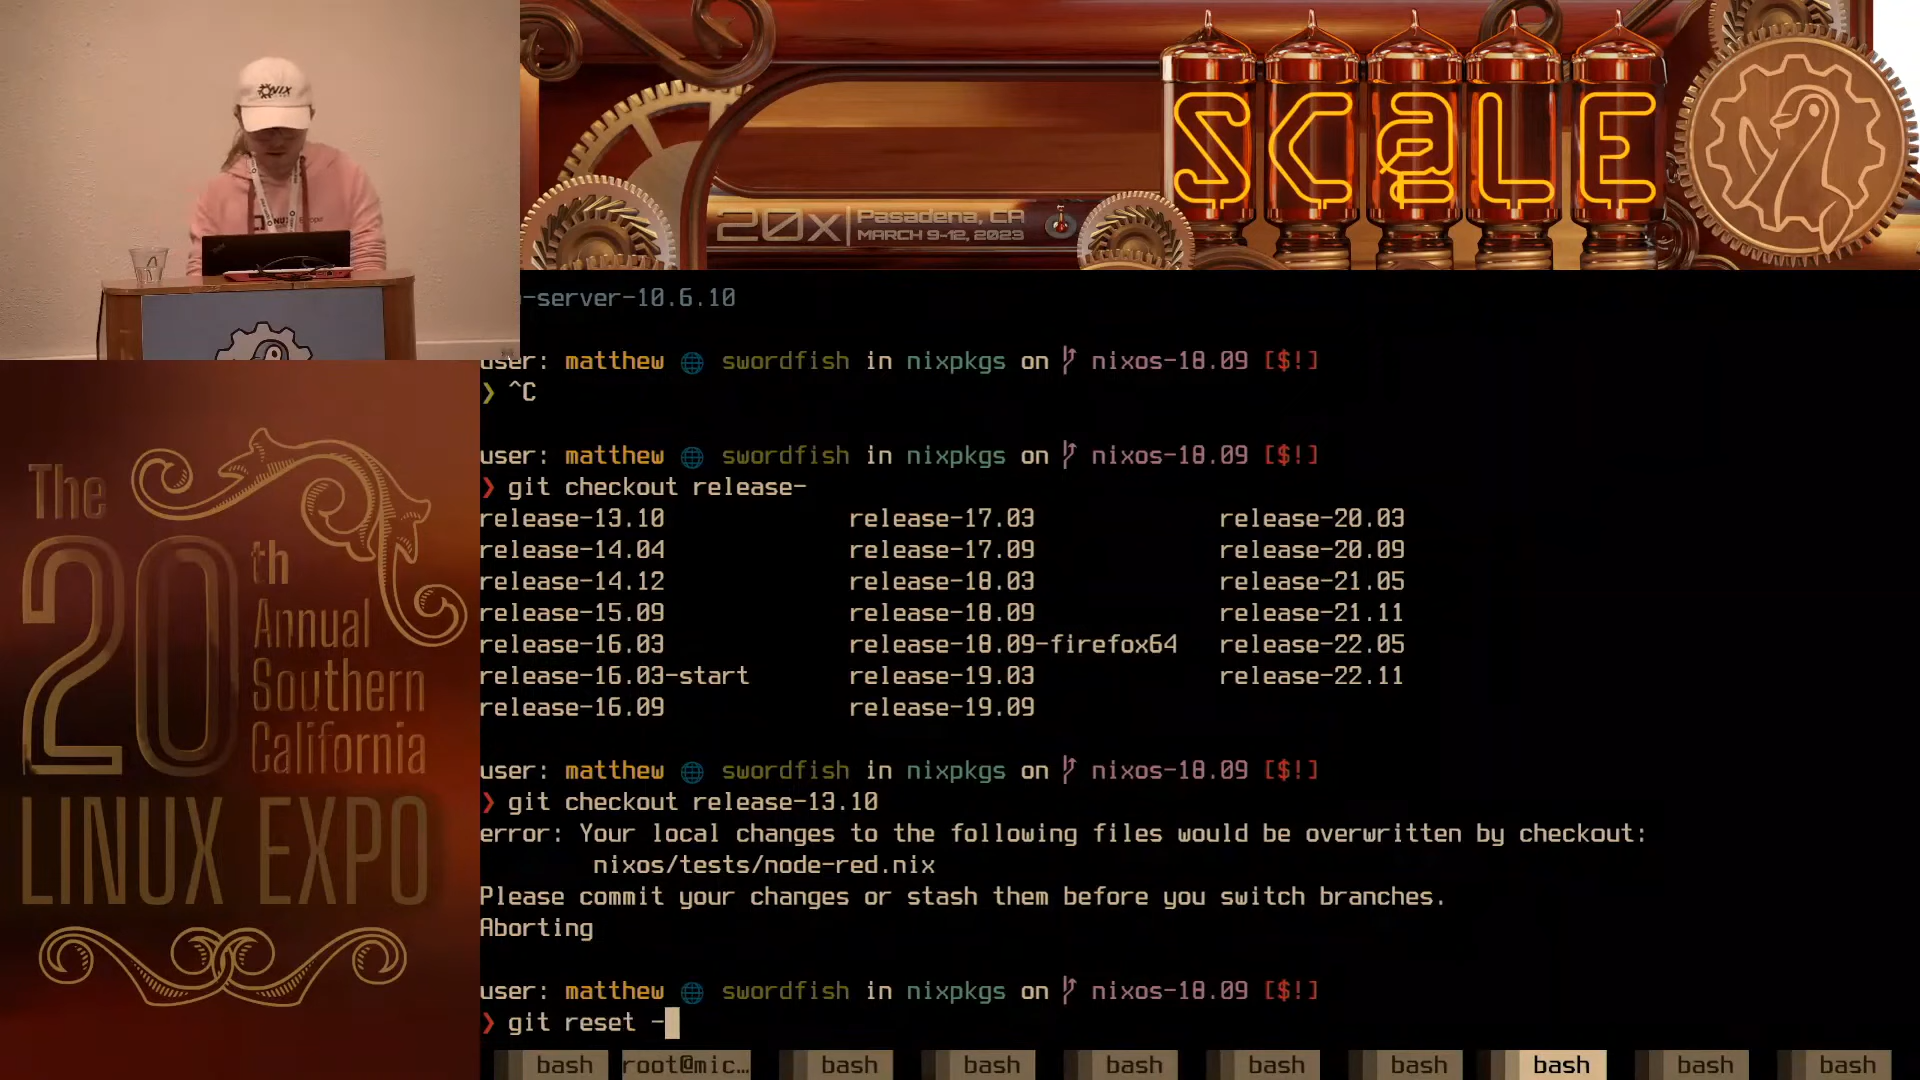 NIX
SCaLE
20x
Pasadena, CA
MARCH 9-12, 2023
-server-10.6.10
user: matthew swordfish in nixpkgs on nixos-18.09 [$!]
❯ ^C
user: matthew swordfish in nixpkgs on nixos-18.09 [$!]
❯ git checkout release-
release-13.10 release-17.03 release-20.03
release-14.04 release-17.09 release-20.09
release-14.12 release-18.03 release-21.05
release-15.09 release-18.09 release-21.11
release-16.03 release-18.09-firefox64 release-22.05
release-16.03-start release-19.03 release-22.11
release-16.09 release-19.09
user: matthew swordfish in nixpkgs on nixos-18.09 [$!]
❯ git checkout release-13.10
error: Your local changes to the following files would be overwritten by checkout:
nixos/tests/node-red.nix
Please commit your changes or stash them before you switch branches.
Aborting
user: matthew swordfish in nixpkgs on nixos-18.09 [$!]
❯ git reset -
bash root@mic… bash bash bash bash bash bash bash bash
The
20th
Annual
Southern
California
LINUX EXPO